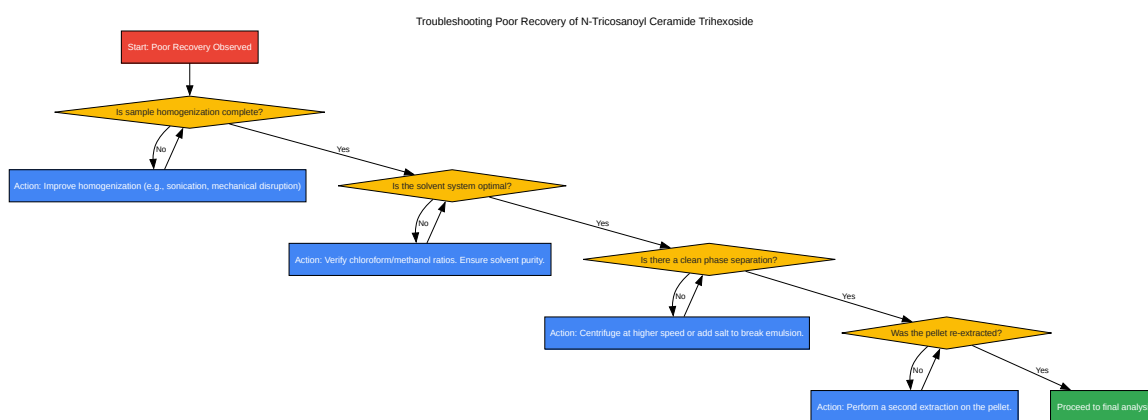 Troubleshooting Poor Recovery of N-Tricosanoyl Ceramide Trihexoside
Start: Poor Recovery Observed
Is sample homogenization complete?
No
Yes
Action: Improve homogenization (e.g., sonication, mechanical disruption)
Is the solvent system optimal?
No
Yes
Action: Verify chloroform/methanol ratios. Ensure solvent purity.
Is there a clean phase separation?
No
Yes
Action: Centrifuge at higher speed or add salt to break emulsion.
Was the pellet re-extracted?
No
Yes
Action: Perform a second extraction on the pellet.
Proceed to final analys